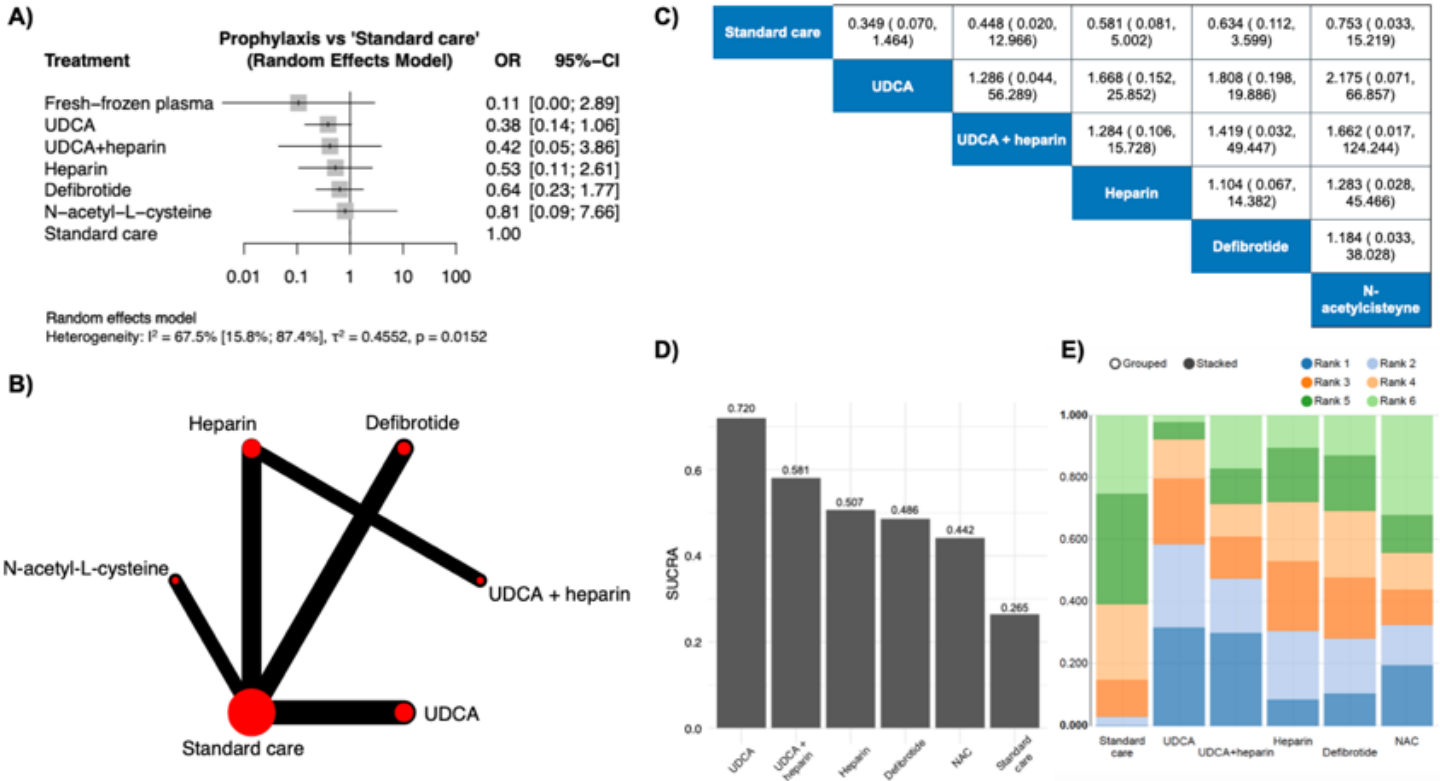 A)
Prophylaxis vs 'Standard care'
Treatment (Random Effects Model) OR 95%−CI
Fresh−frozen plasma 0.11 [0.00; 2.89]
UDCA 0.38 [0.14; 1.06]
UDCA+heparin 0.42 [0.05; 3.86]
Heparin 0.53 [0.11; 2.61]
Defibrotide 0.64 [0.23; 1.77]
N−acetyl−L−cysteine 0.81 [0.09; 7.66]
Standard care 1.00
0.01 0.1 1 10 100
Random effects model
Heterogeneity: I² = 67.5% [15.8%; 87.4%], τ² = 0.4552, p = 0.0152
B)
Heparin
Defibrotide
N-acetyl-L-cysteine
UDCA + heparin
UDCA
Standard care
C)
Standard care
0.349 ( 0.070,
1.464)
0.448 ( 0.020,
12.966)
0.581 ( 0.081,
5.002)
0.634 ( 0.112,
3.599)
0.753 ( 0.033,
15.219)
UDCA
1.286 ( 0.044,
56.289)
1.668 ( 0.152,
25.852)
1.808 ( 0.198,
19.886)
2.175 ( 0.071,
66.857)
UDCA + heparin
1.284 ( 0.106,
15.728)
1.419 ( 0.032,
49.447)
1.662 ( 0.017,
124.244)
Heparin
1.104 ( 0.067,
14.382)
1.283 ( 0.028,
45.466)
Defibrotide
1.184 ( 0.033,
38.028)
N-
acetylcisteyne
D)
SUCRA
0.6
0.4
0.2
0.0
0.720
0.581
0.507
0.486
0.442
0.265
UDCA
UDCA +
heparin
Heparin
Defibrotide
NAC
Standard
care
E)
Grouped Stacked
Rank 1 Rank 2
Rank 3 Rank 4
Rank 5 Rank 6
1.000
0.800
0.600
0.400
0.200
0.000
Standard
care
UDCA
UDCA+heparin
Heparin
Defibrotide
NAC